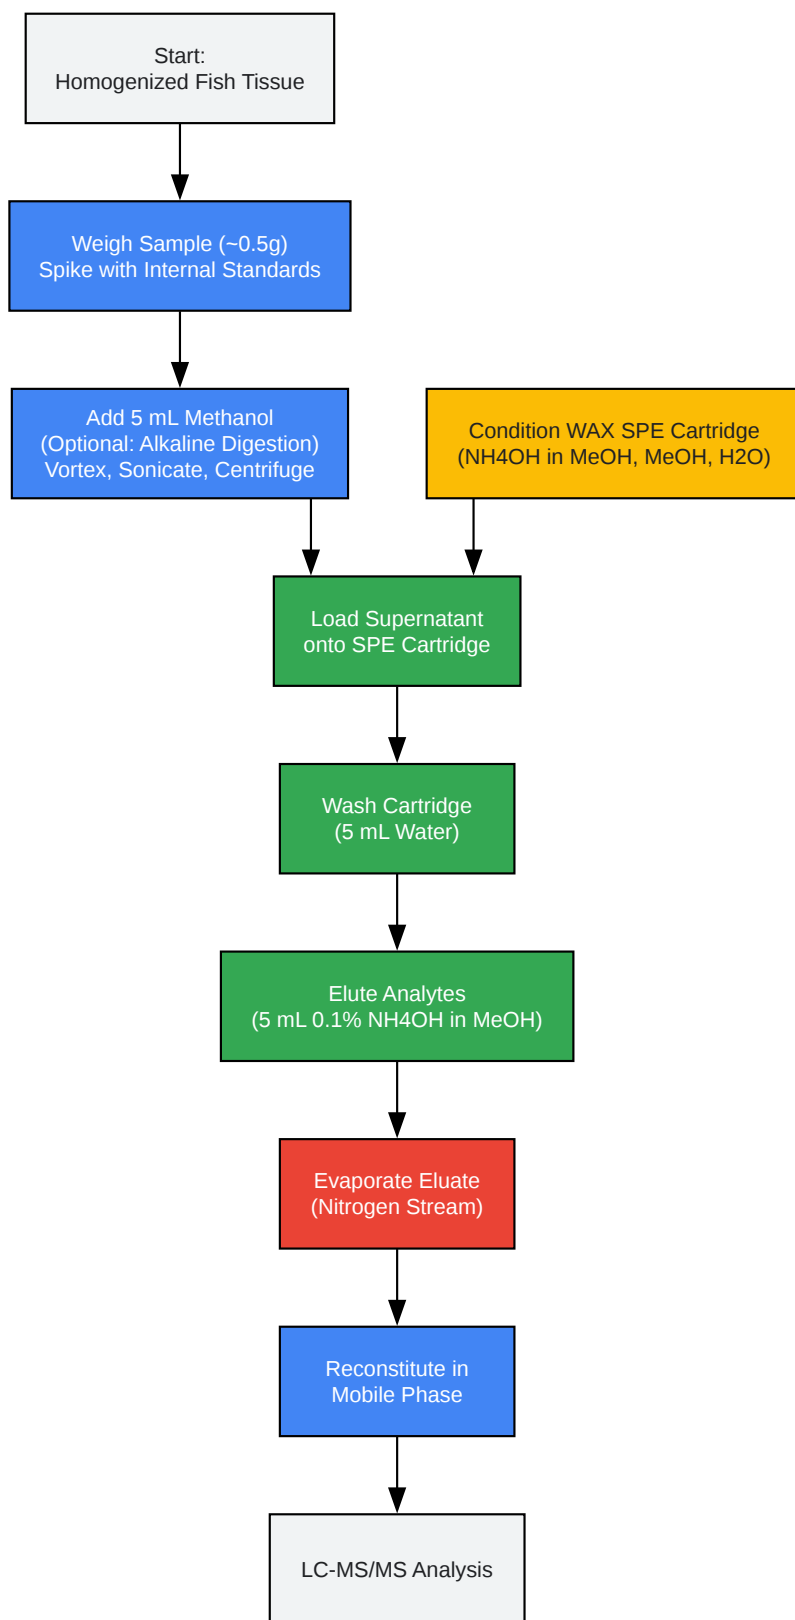 Start:
Homogenized Fish Tissue
Weigh Sample (~0.5g)
Spike with Internal Standards
Add 5 mL Methanol
(Optional: Alkaline Digestion)
Vortex, Sonicate, Centrifuge
Condition WAX SPE Cartridge
(NH4OH in MeOH, MeOH, H2O)
Load Supernatant
onto SPE Cartridge
Wash Cartridge
(5 mL Water)
Elute Analytes
(5 mL 0.1% NH4OH in MeOH)
Evaporate Eluate
(Nitrogen Stream)
Reconstitute in
Mobile Phase
LC-MS/MS Analysis